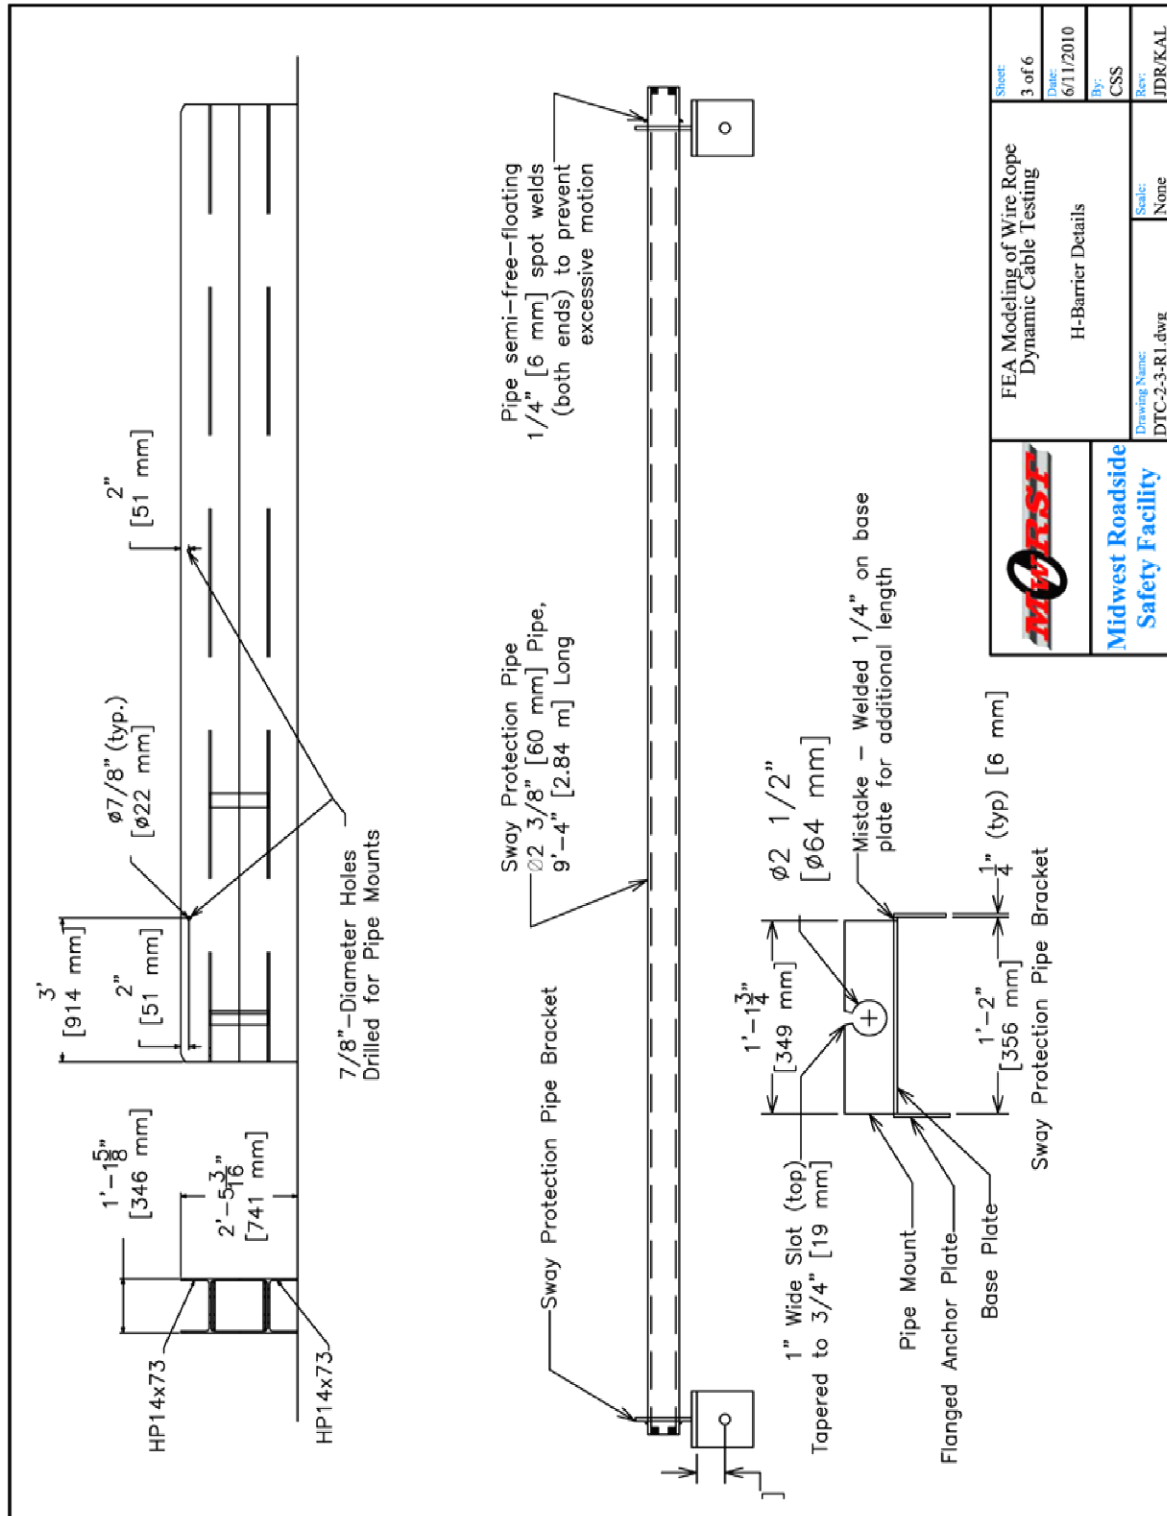 HP14x73
HP14x73
1'-1 5/8"
[346 mm]
2'-5 3/16"
[741 mm]
3'
[914 mm]
2"
[51 mm]
ø7/8" (typ.)
[ø22 mm]
2"
[51 mm]
7/8"-Diameter Holes
Drilled for Pipe Mounts
Sway Protection Pipe Bracket
Sway Protection Pipe
Ø2 3/8" [60 mm] Pipe,
9'-4" [2.84 m] Long
Pipe semi-free-floating
1/4" [6 mm] spot welds
(both ends) to prevent
excessive motion
]
1" Wide Slot (top)
Tapered to 3/4" [19 mm]
Pipe Mount
Flanged Anchor Plate
Base Plate
1'-1 3/4"
[349 mm]
ø2 1/2"
[ø64 mm]
Mistake - Welded 1/4" on base
plate for additional length
1'-2"
[356 mm]
1/4" (typ) [6 mm]
Sway Protection Pipe Bracket
MwRSF
Midwest Roadside
Safety Facility
FEA Modeling of Wire Rope
Dynamic Cable Testing
H-Barrier Details
Drawing Name:
DTC-2-3-R1.dwg
Scale:
None
Sheet:
3 of 6
Date:
6/11/2010
By:
CSS
Rev:
JDR/KAL